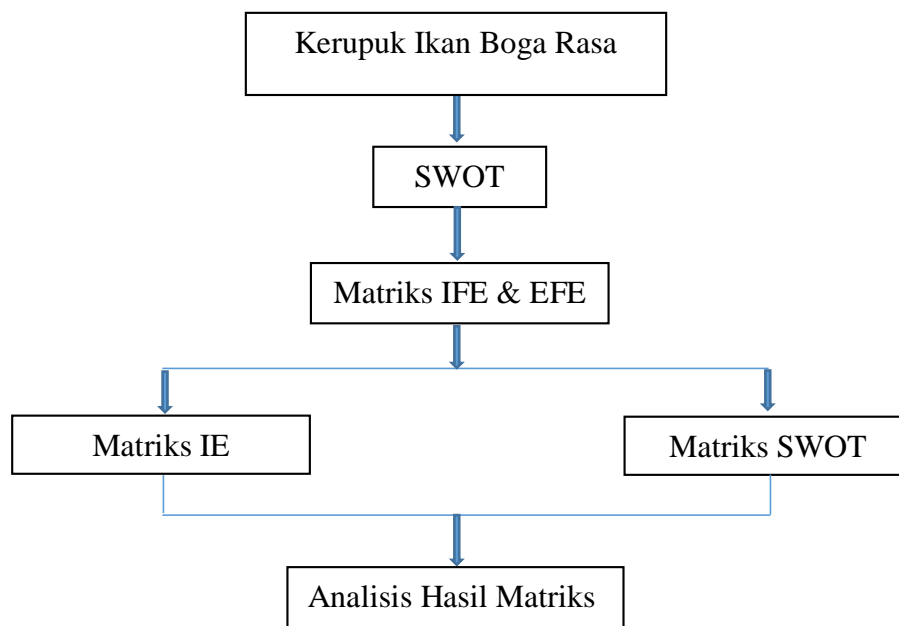 Kerupuk Ikan Boga Rasa
SWOT
Matriks IFE & EFE
Matriks IE
Matriks SWOT
Analisis Hasil Matriks